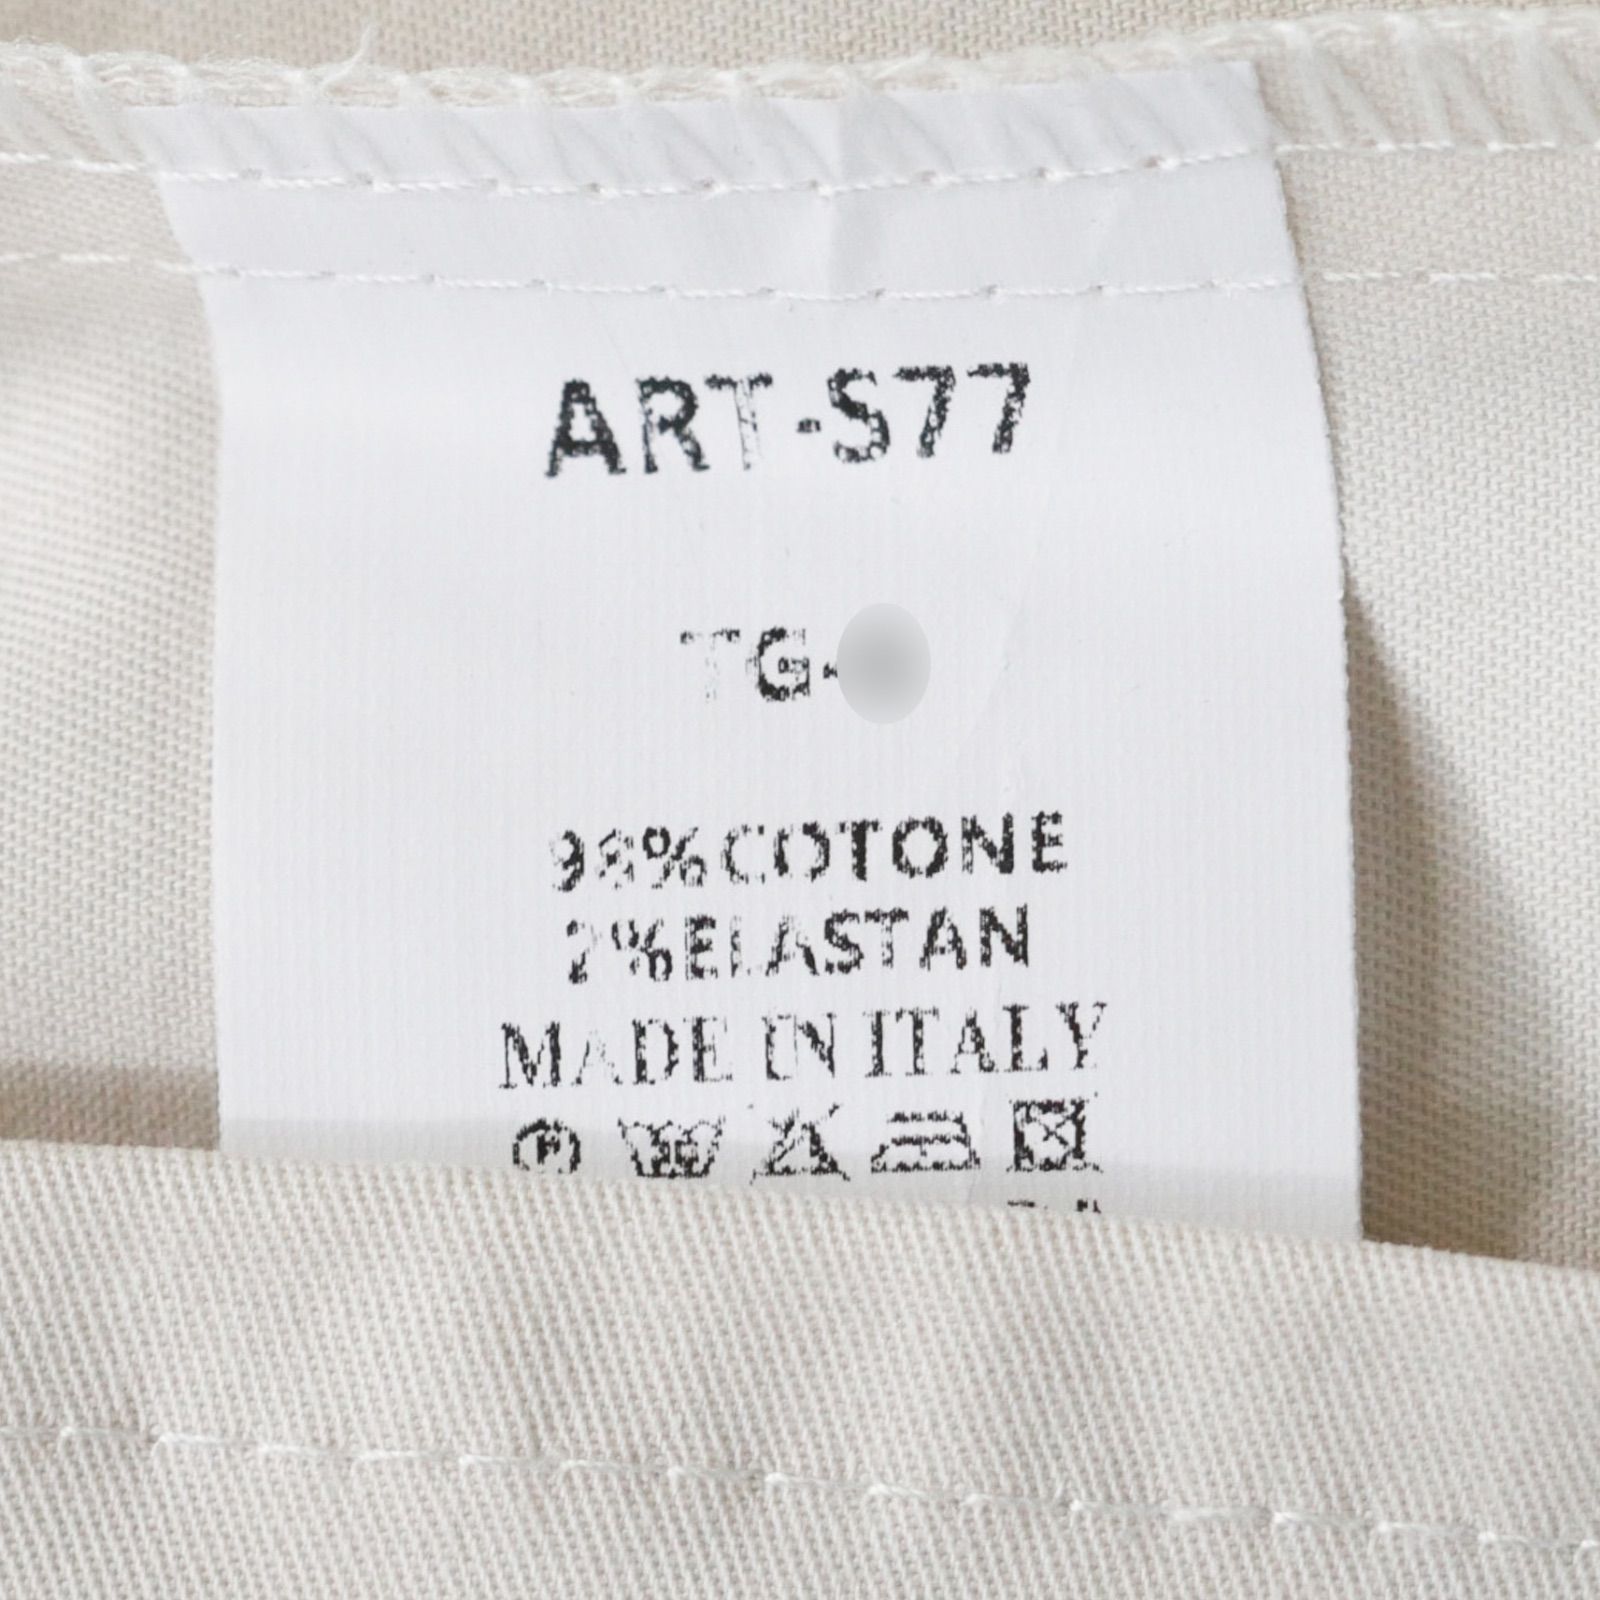 ART-S77
TG-
98%COTONE
2%ELASTAN
MADE IN ITALY